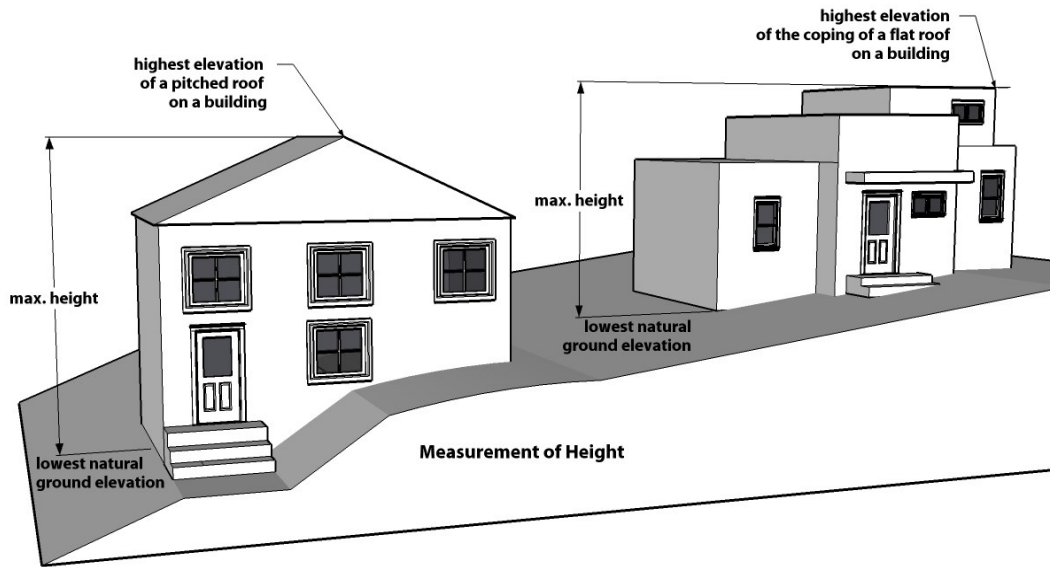 highest elevation
of a pitched roof
on a building
highest elevation
of the coping of a flat roof
on a building
max. height
max. height
lowest natural
ground elevation
lowest natural
ground elevation
Measurement of Height